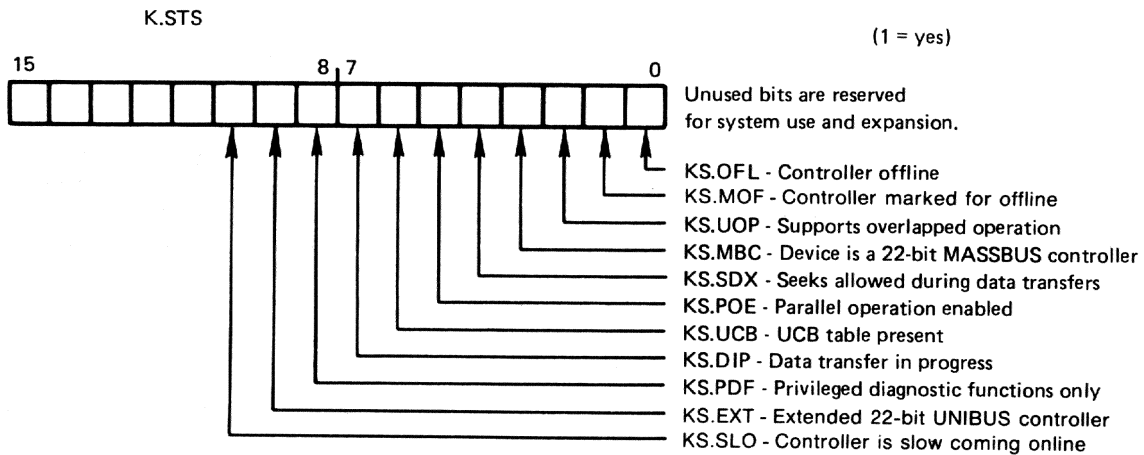 K.STS
(1 = yes)
15 8 7 0
Unused bits are reserved
for system use and expansion.
KS.OFL - Controller offline
KS.MOF - Controller marked for offline
KS.UOP - Supports overlapped operation
KS.MBC - Device is a 22-bit MASSBUS controller
KS.SDX - Seeks allowed during data transfers
KS.POE - Parallel operation enabled
KS.UCB - UCB table present
KS.DIP - Data transfer in progress
KS.PDF - Privileged diagnostic functions only
KS.EXT - Extended 22-bit UNIBUS controller
KS.SLO - Controller is slow coming online